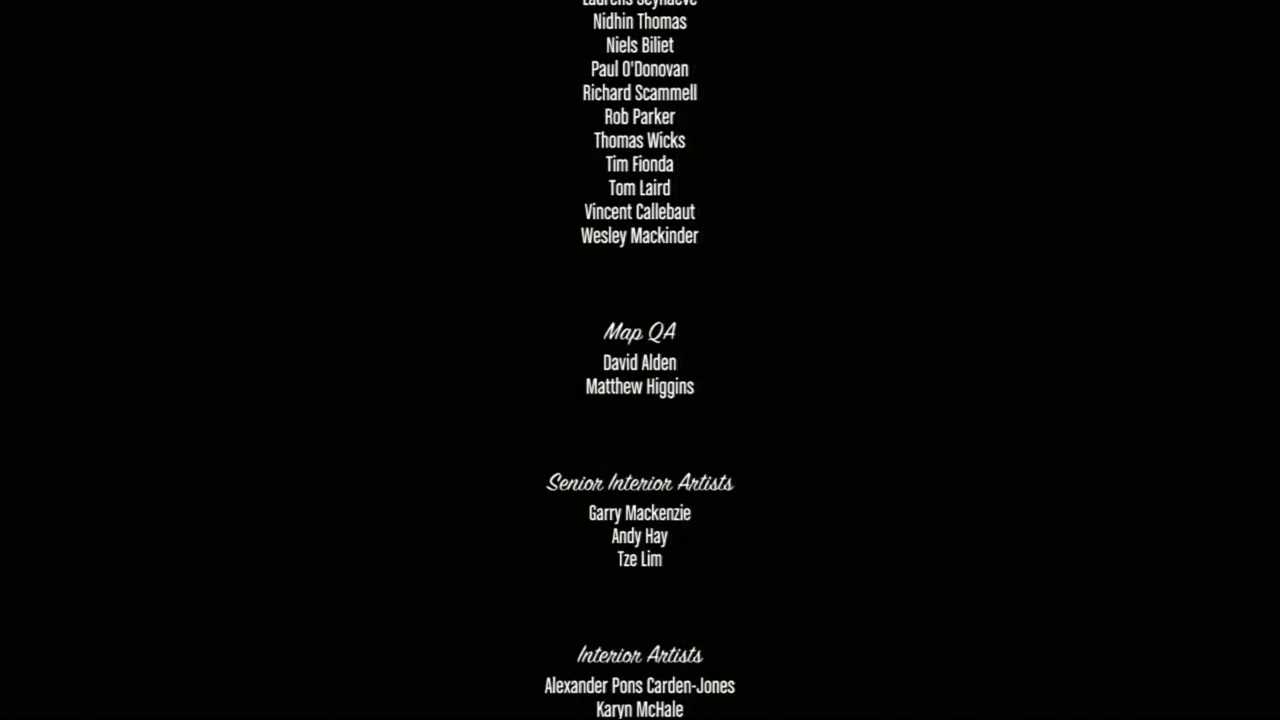 Nidhin Thomas
Niels Biliet
Paul O'Donovan
Richard Scammell
Rob Parker
Thomas Wicks
Tim Fionda
Tom Laird
Vincent Callebaut
Wesley Mackinder
Map QA
David Alden
Matthew Higgins
Senior Interior Artists
Garry Mackenzie
Andy Hay
Tze Lim
Interior Artists
Alexander Pons Carden-Jones
Karyn McHale